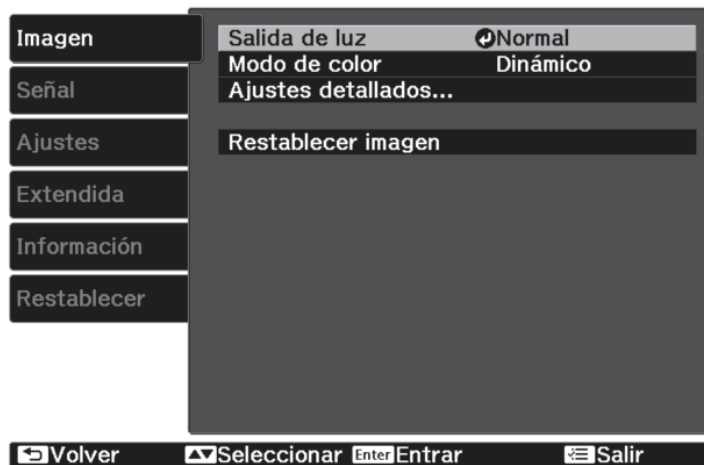 Imagen
Señal
Ajustes
Extendida
Información
Restablecer
Salida de luz Normal
Modo de color Dinámico
Ajustes detallados...
Restablecer imagen
Volver Seleccionar Enter Entrar Salir